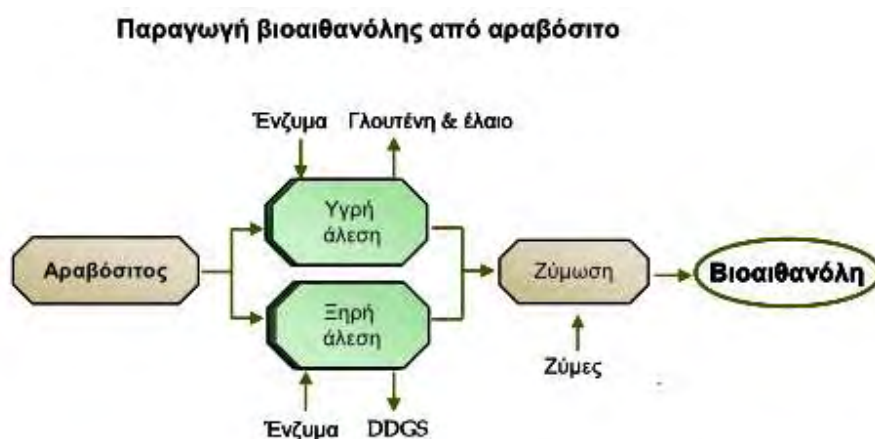 Παραγωγή βιοαιθανόλης από αραβόσιτο
Ένζυμα Γλουτένη & έλαιο
Υγρή
άλεση
Αραβόσιτος
Ζύμωση
Βιοαιθανόλη
Ξηρή
άλεση
Ζύμες
Ένζυμα DDGS